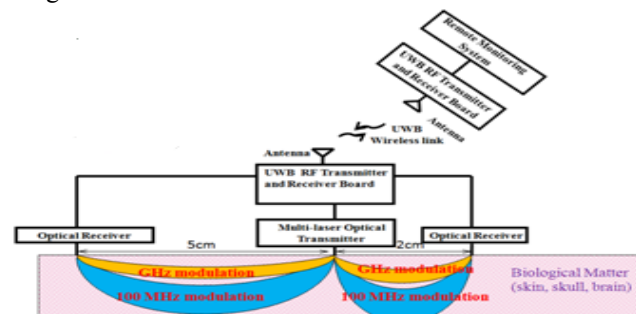 Remote Monitoring
System
UWB RF Transmitter
and Receiver Board
Antenna
UWB
Wireless link
Antenna
UWB RF Transmitter
and Receiver Board
Multi-laser Optical
Transmitter
Optical Receiver
Optical Receiver
5cm
2cm
GHz modulation
GHz modulation
100 MHz modulation
100 MHz modulation
Biological Matter
(skin, skull, brain)